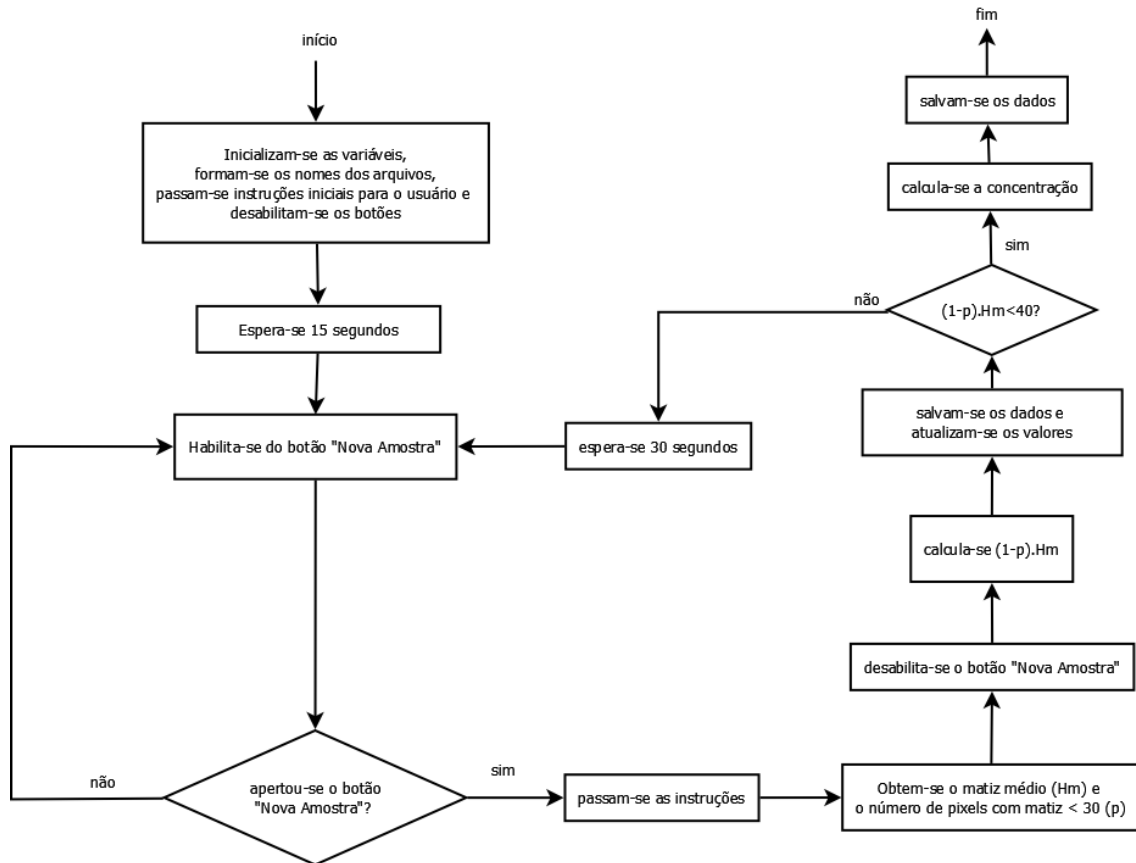 início
Inicializam-se as variáveis,
formam-se os nomes dos arquivos,
passam-se instruções iniciais para o usuário e
desabilitam-se os botões
Espera-se 15 segundos
Habilita-se do botão "Nova Amostra"
apertou-se o botão
"Nova Amostra"?
não
sim
passam-se as instruções
Obtem-se o matiz médio (Hm) e
o número de pixels com matiz < 30 (p)
desabilita-se o botão "Nova Amostra"
calcula-se (1-p).Hm
salvam-se os dados e
atualizam-se os valores
(1-p).Hm<40?
não
espera-se 30 segundos
sim
calcula-se a concentração
salvam-se os dados
fim